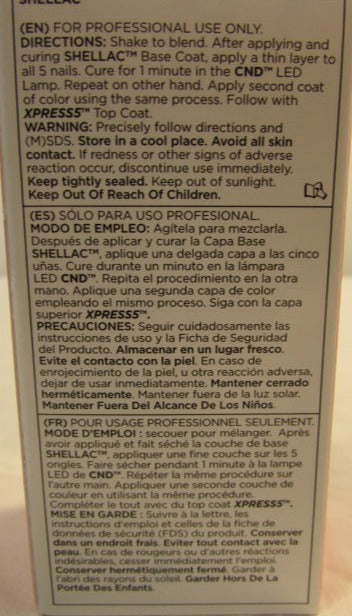 SHELLAC
(EN) FOR PROFESSIONAL USE ONLY.
DIRECTIONS: Shake to blend. After applying and
curing SHELLAC™ Base Coat, apply a thin layer to
all 5 nails. Cure for 1 minute in the CND™ LED
Lamp. Repeat on other hand. Apply second coat
of color using the same process. Follow with
XPRESS5™ Top Coat.
WARNING: Precisely follow directions and
(M)SDS. Store in a cool place. Avoid all skin
contact. If redness or other signs of adverse
reaction occur, discontinue use immediately.
Keep tightly sealed. Keep out of sunlight.
Keep Out Of Reach Of Children.
(ES) SÓLO PARA USO PROFESIONAL.
MODO DE EMPLEO: Agítela para mezclarla.
Después de aplicar y curar la Capa Base
SHELLAC™, aplique una delgada capa a las cinco
uñas. Cure durante un minuto en la lámpara
LED CND™. Repita el procedimiento en la otra
mano. Aplique una segunda capa de color
empleando el mismo proceso. Siga con la capa
superior XPRESS5™.
PRECAUCIONES: Seguir cuidadosamente las
instrucciones de uso y la Ficha de Seguridad
del Producto. Almacenar en un lugar fresco.
Evite el contacto con la piel. En caso de
enrojecimiento de la piel, u otra reacción adversa,
dejar de usar inmediatamente. Mantener cerrado
herméticamente. Mantener fuera de la luz solar.
Mantener Fuera Del Alcance De Los Niños.
(FR) POUR USAGE PROFESSIONNEL SEULEMENT.
MODE D'EMPLOI : secouer pour mélanger. Après
avoir appliqué et fait séché la couche de base
SHELLAC™, appliquer une fine couche sur les 5
ongles. Faire sécher pendant 1 minute à la lampe
LED de CND™. Répéter la même procédure sur
l'autre main. Appliquer une seconde couche de
couleur en utilisant la même procédure.
Compléter le tout avec du top coat XPRESS5™.
MISE EN GARDE : Suivre à la lettre, les
instructions d'emploi et celles de la fiche de
données de sécurité (FDS) du produit. Conserver
dans un endroit frais. Eviter tout contact avec la
peau. En cas de rougeurs ou d'autres réactions
indésirables, cesser immédiatement l'emploi.
Conserver hermétiquement fermé. Garder à
l'abri des rayons du soleil. Garder Hors De La
Portée Des Enfants.